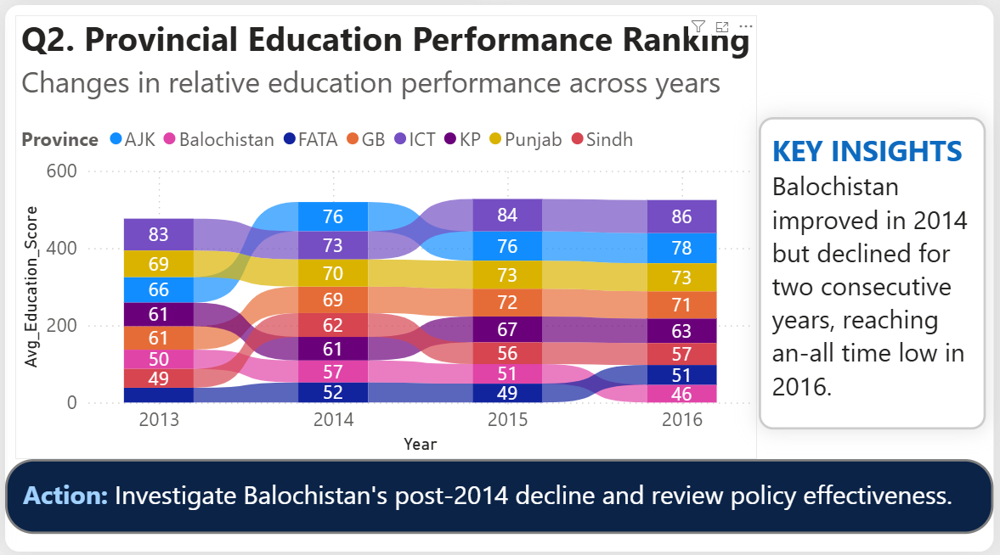 Q2. Provincial Education Performance Ranking
Changes in relative education performance across years
Province AJK Balochistan FATA GB ICT KP Punjab Sindh
KEY INSIGHTS
Balochistan
improved in 2014
but declined for
two consecutive
years, reaching
an-all time low in
2016.
Avg_Education_Score
600
400
200
0
83
69
66
61
61
50
49
76
73
70
69
62
61
57
52
84
76
73
72
67
56
51
49
86
78
73
71
63
57
51
46
2013 2014 2015 2016
Year
Action: Investigate Balochistan's post-2014 decline and review policy effectiveness.